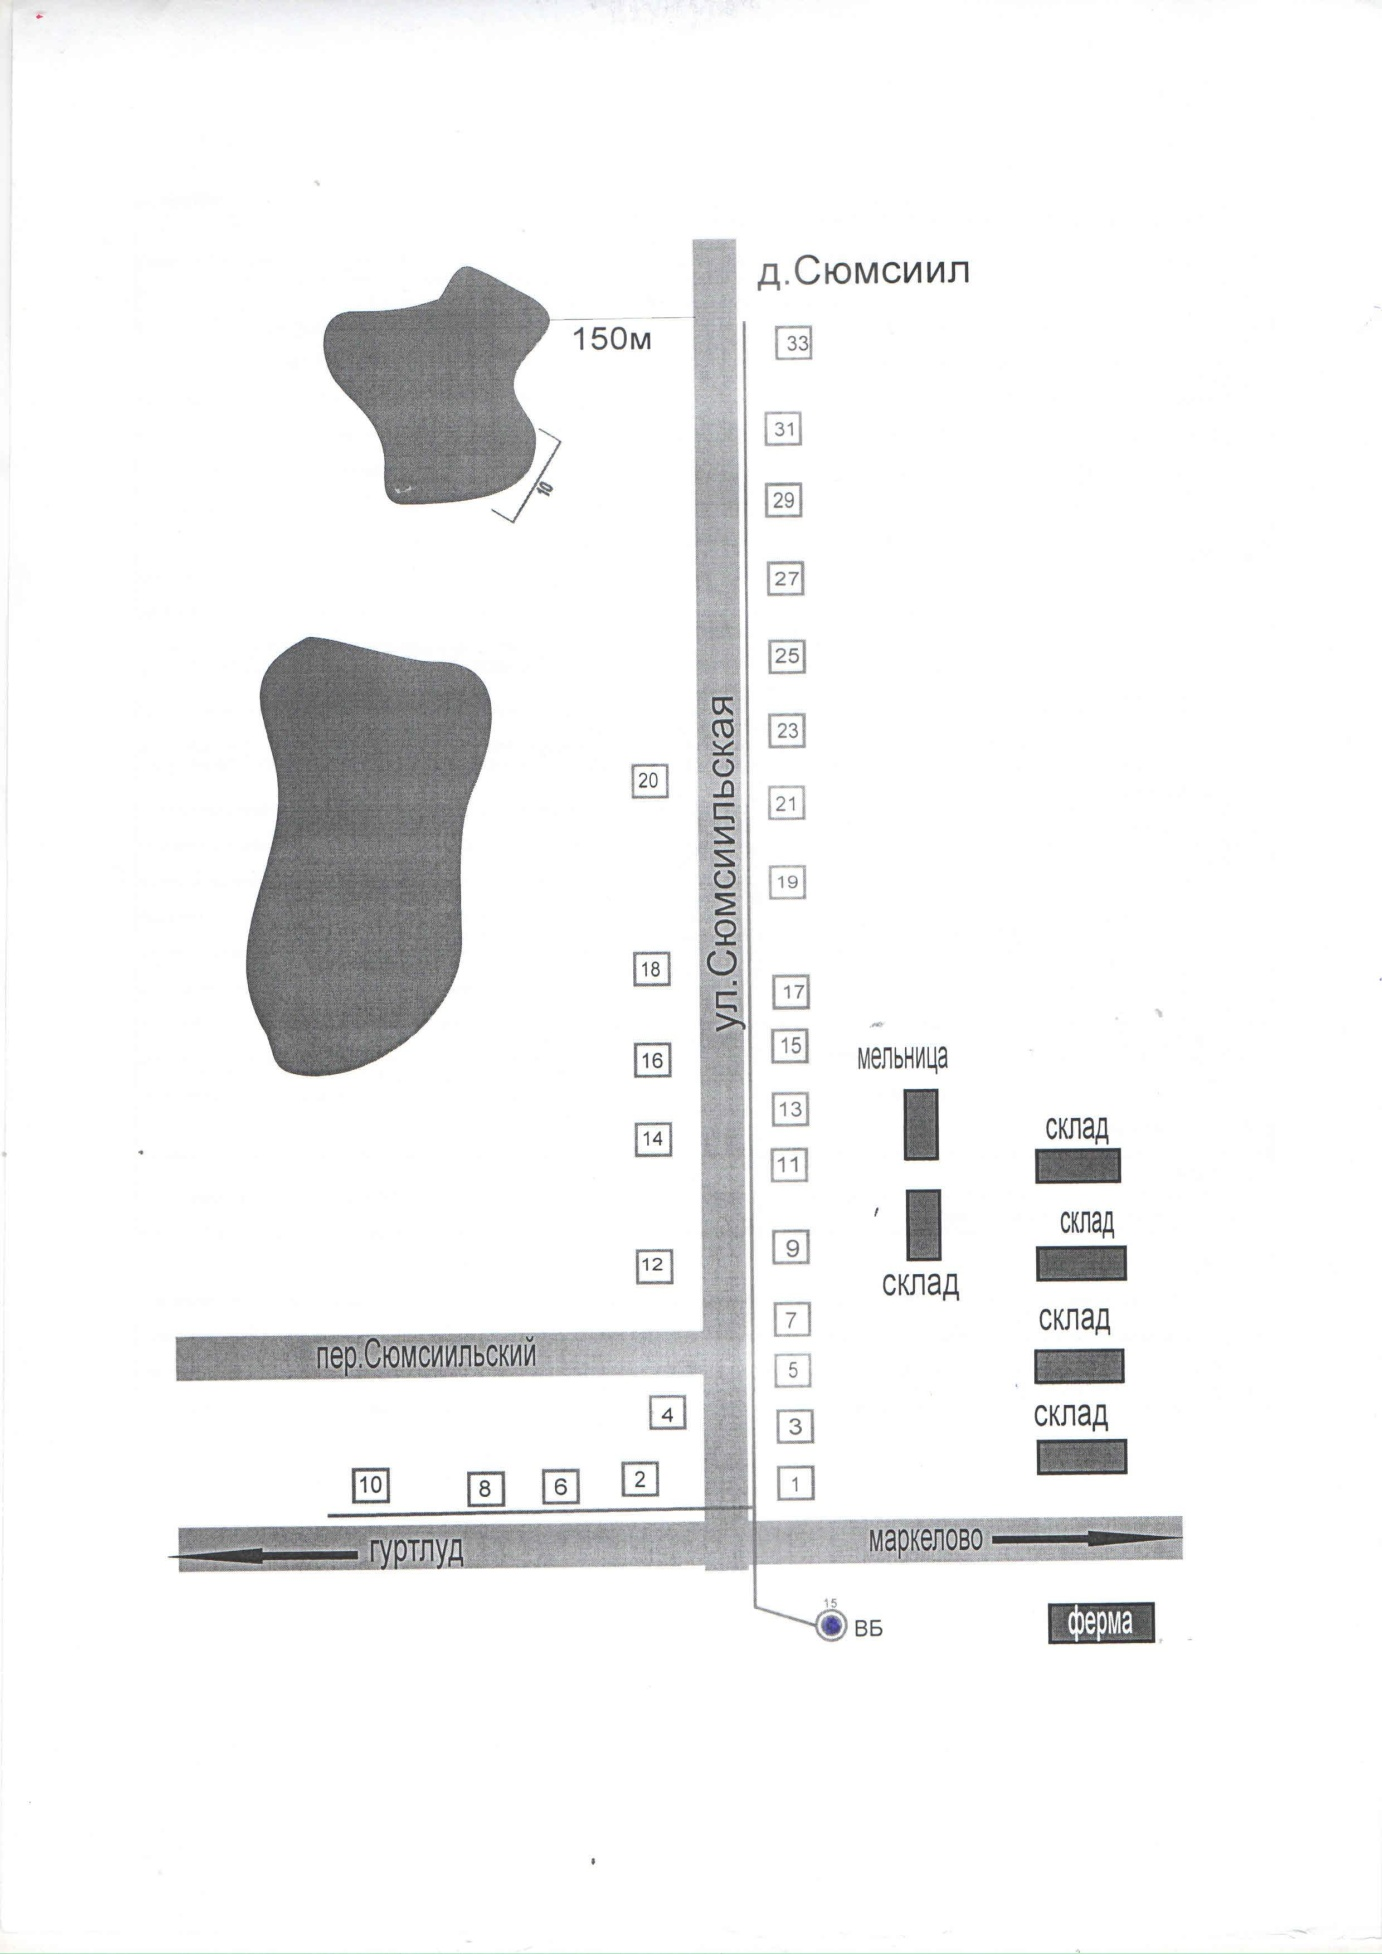 д.Сюмсиил
150м
33
31
29
10
27
25
23
ул.Сюмсиильская
20
21
19
18
17
15
мельница
16
13
склад
14
11
склад
9
12
склад
7
склад
пер.Сюмсиильский
5
4
3
склад
10
8
6
2
1
гуртлуд
маркелово
15
ВБ
ферма